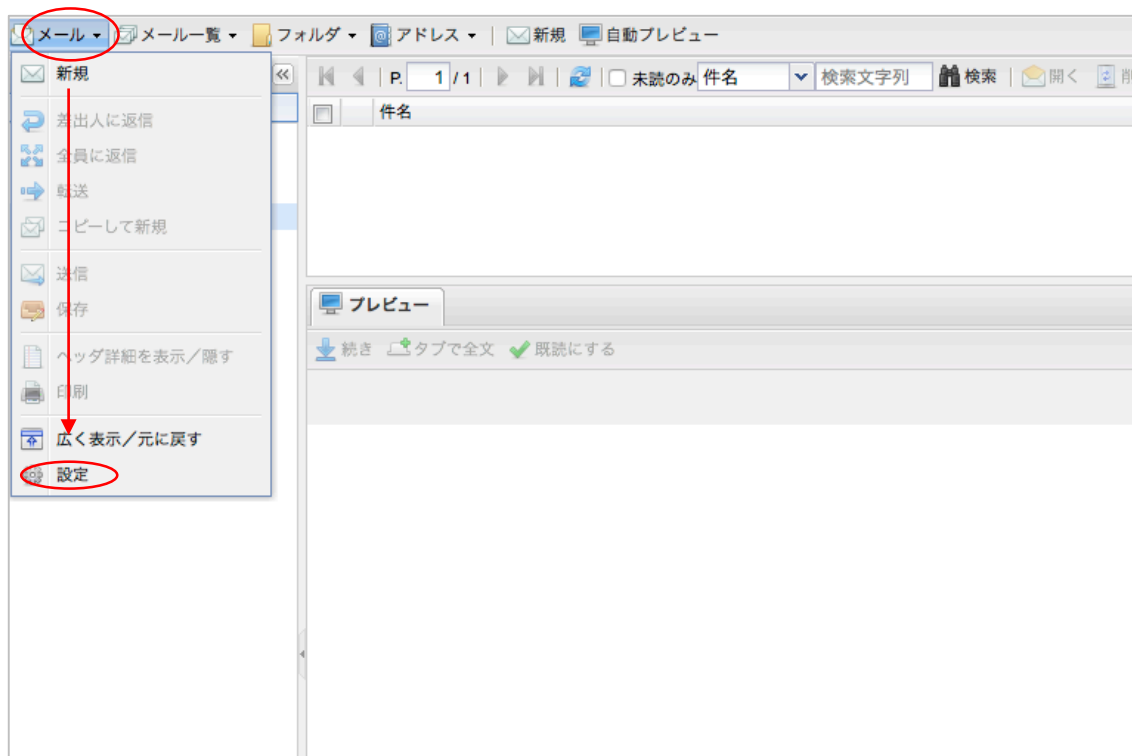 メール メール一覧 フォルダ アドレス 新規 自動プレビュー
新規
差出人に返信
全員に返信
転送
コピーして新規
送信
保存
ヘッダ詳細を表示／隠す
印刷
広く表示／元に戻す
設定
P. 1 / 1 未読のみ 件名 検索文字列 検索 開く
件名
プレビュー
続き タブで全文 既読にする